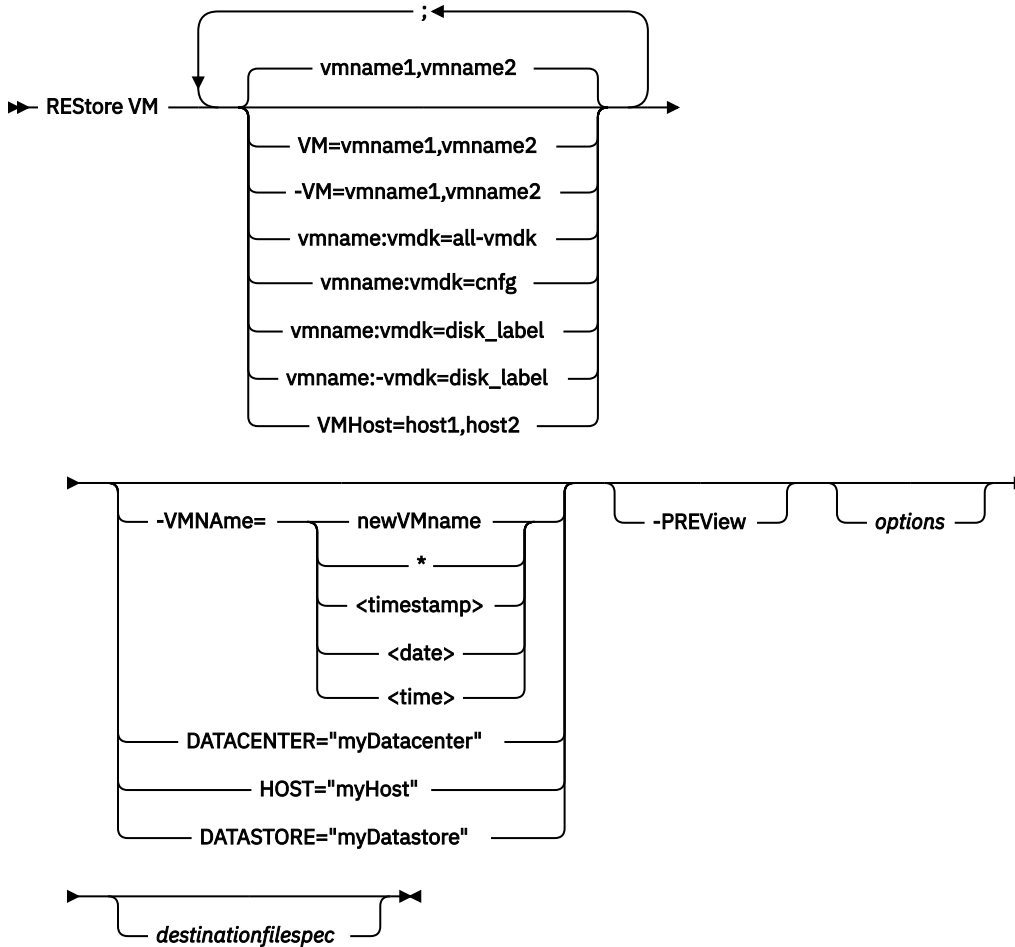 ;
vmname1,vmname2
REStore VM
VM=vmname1,vmname2
-VM=vmname1,vmname2
vmname:vmdk=all-vmdk
vmname:vmdk=cnfg
vmname:vmdk=disk_label
vmname:-vmdk=disk_label
VMHost=host1,host2
-VMNAme= newVMname -PREView options
*
<timestamp>
<date>
<time>
DATACENTER="myDatacenter"
HOST="myHost"
DATASTORE="myDatastore"
destinationfilespec